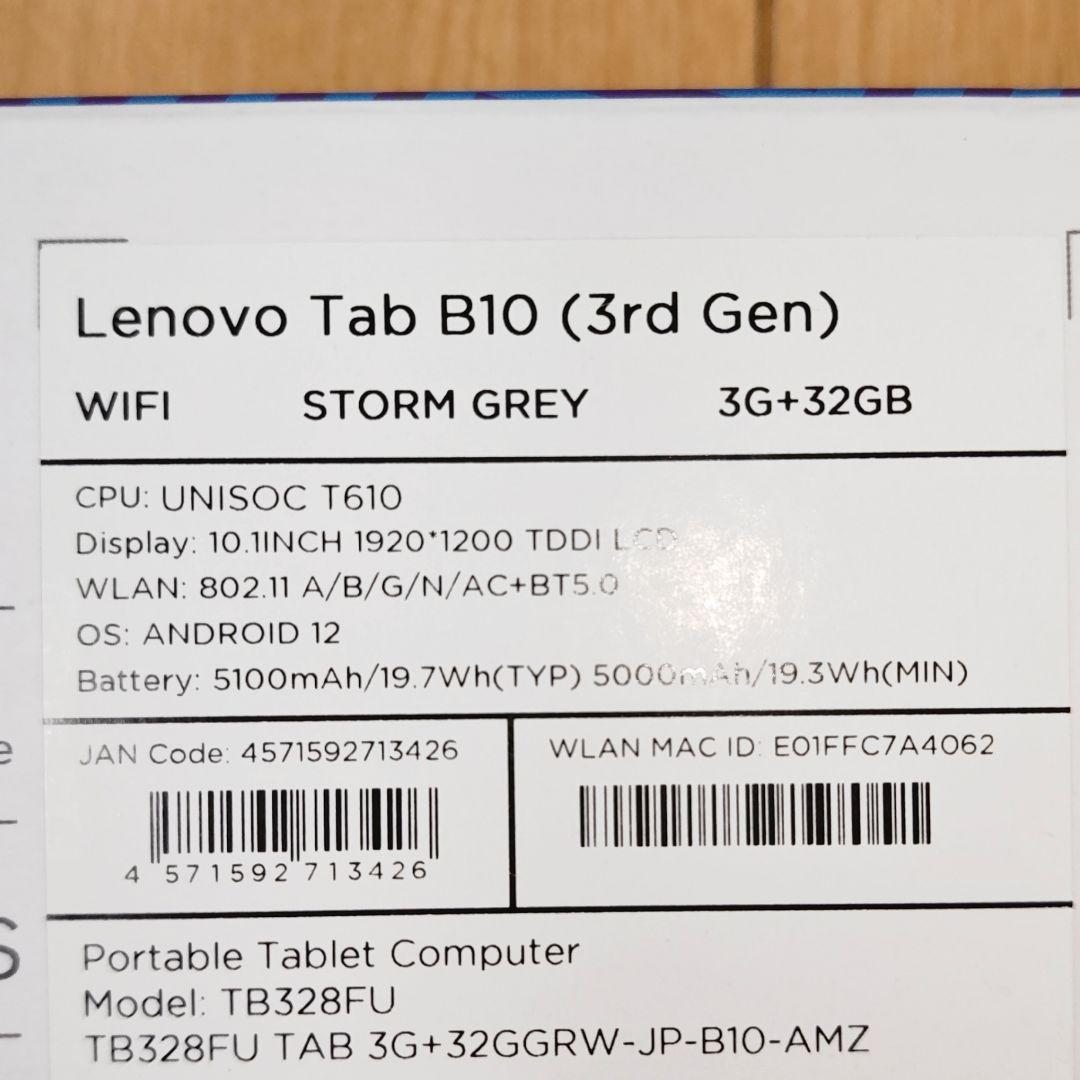 Lenovo Tab B10 (3rd Gen)
WIFI STORM GREY 3G+32GB
CPU: UNISOC T610
Display: 10.1INCH 1920*1200 TDDI LCD
WLAN: 802.11 A/B/G/N/AC+BT5.0
OS: ANDROID 12
Battery: 5100mAh/19.7Wh(TYP) 5000mAh/19.3Wh(MIN)
JAN Code: 4571592713426
4 571592 713426
WLAN MAC ID: E01FFC7A4062
Portable Tablet Computer
Model: TB328FU
TB328FU TAB 3G+32GGRW-JP-B10-AMZ